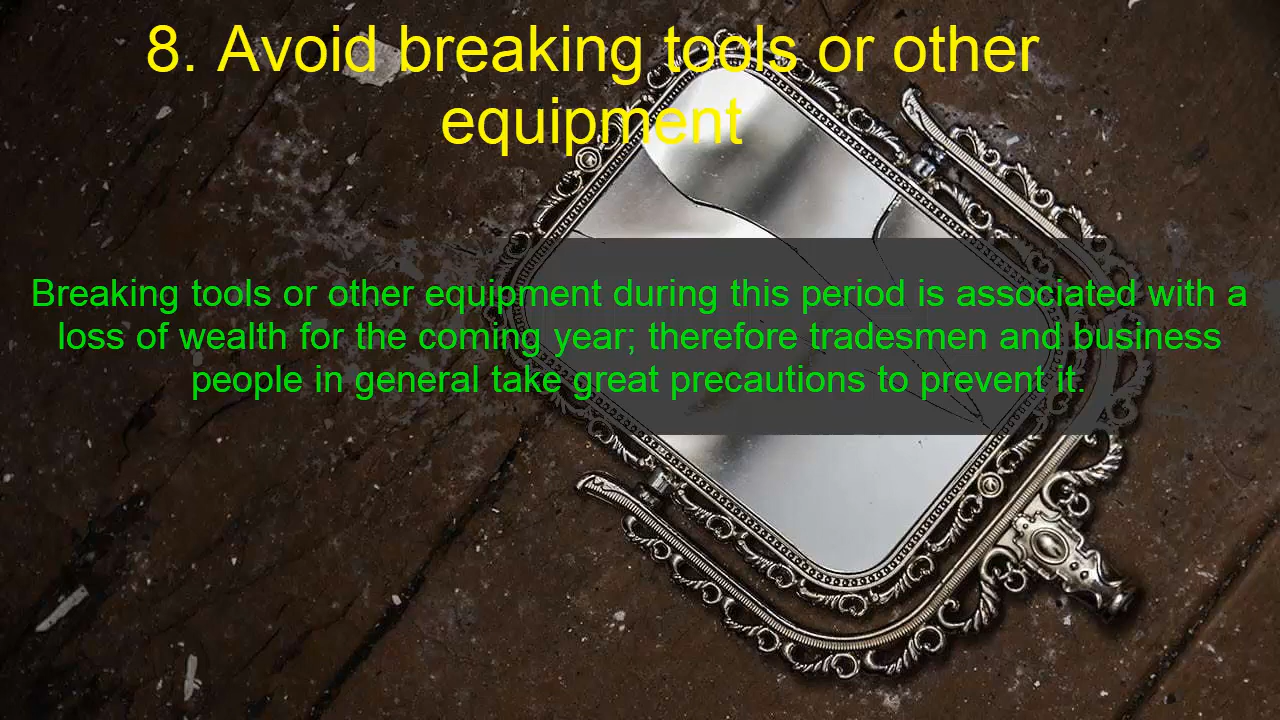 8. Avoid breaking tools or other
equipment
Breaking tools or other equipment during this period is associated with a
loss of wealth for the coming year; therefore tradesmen and business
people in general take great precautions to prevent it.